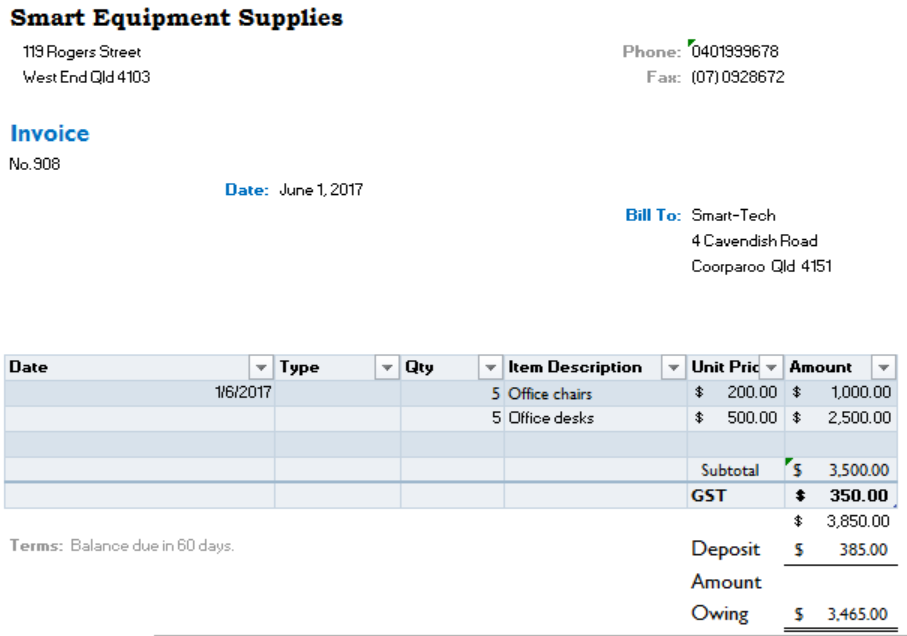 Smart Equipment Supplies
119 Rogers Street Phone: 0401999678
West End Qld 4103 Fax: (07) 0928672
Invoice
No. 908
Date: June 1, 2017
Bill To: Smart-Tech
4 Cavendish Road
Coorparoo Qld 4151
Date Type Qty Item Description Unit Pric Amount
1/6/2017 5 Office chairs $ 200.00 $ 1,000.00
5 Office desks $ 500.00 $ 2,500.00
Subtotal $ 3,500.00
GST $ 350.00
$ 3,850.00
Terms: Balance due in 60 days. Deposit $ 385.00
Amount
Owing $ 3,465.00